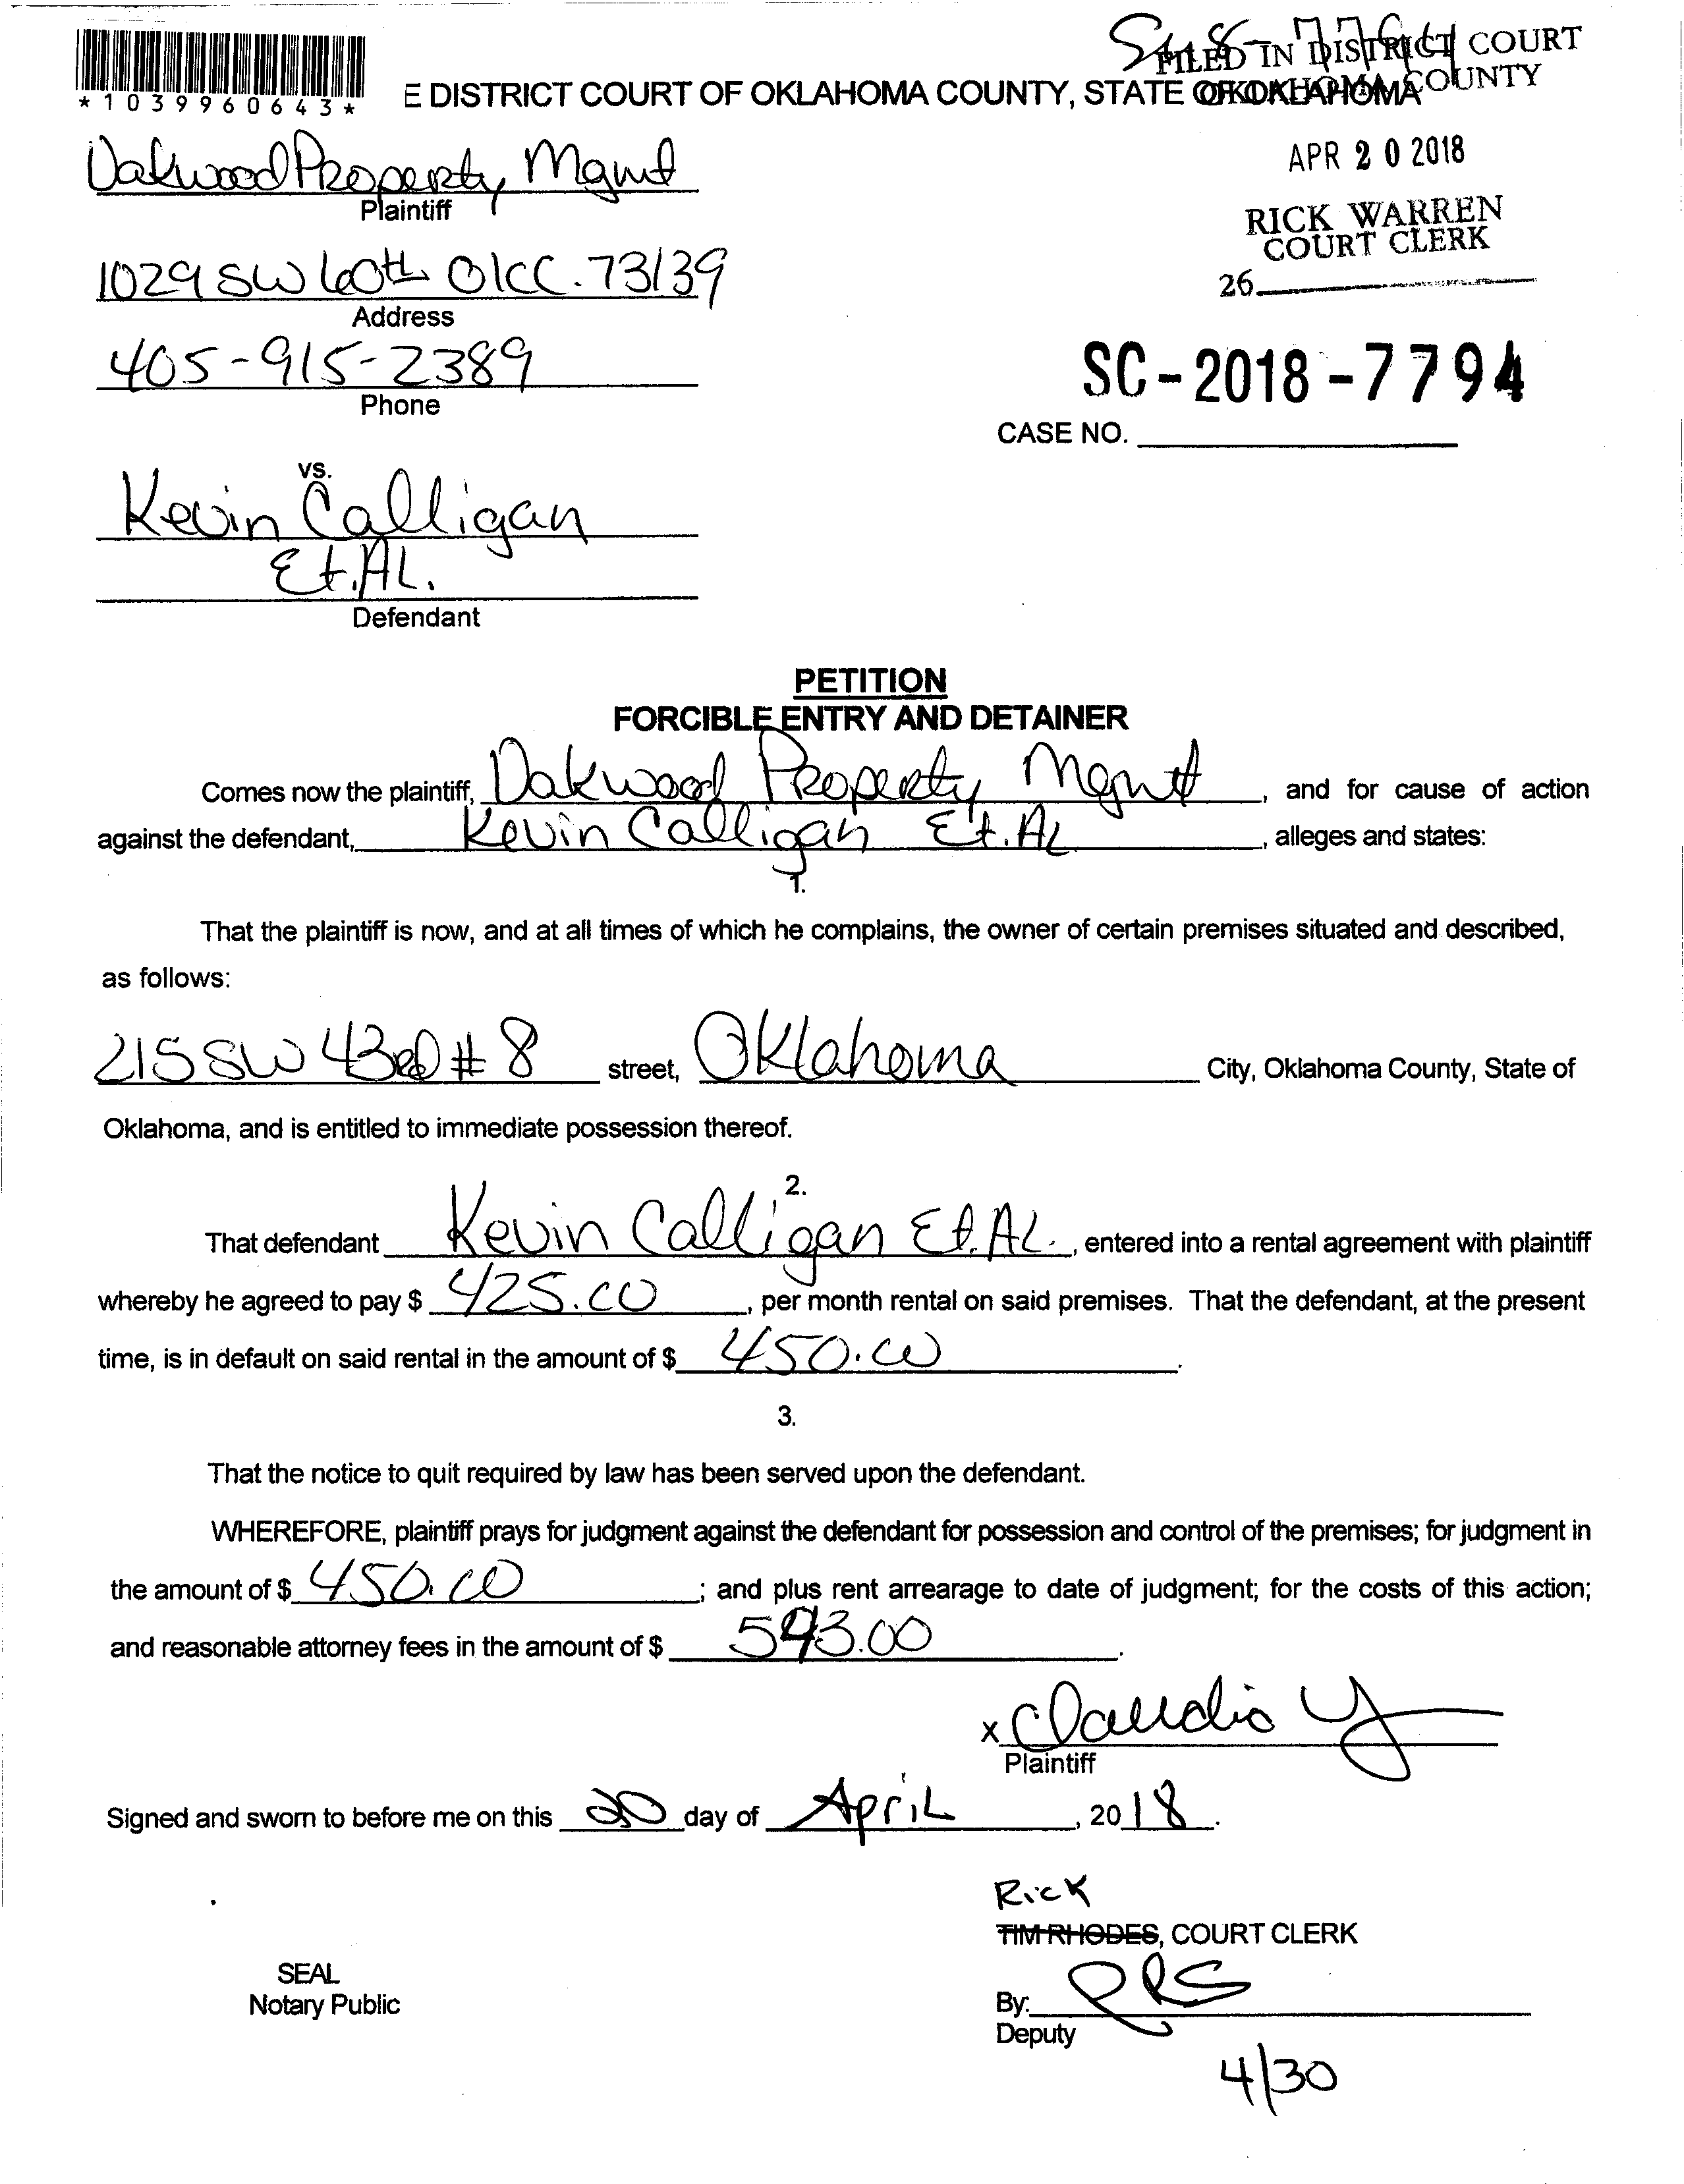 S418-7764
FILED IN DISTRICT COURT
OKLAHOMA COUNTY
*1039960643*
E DISTRICT COURT OF OKLAHOMA COUNTY, STATE OF OKLAHOMA
APR 20 2018
RICK WARREN
COURT CLERK
26
Oakwood Property Mgmt
Plaintiff
1029 SW 60th OKC. 73139
Address
405-915-2389
Phone
SC-2018-7794
CASE NO.
vs.
Kevin Calligan
Et.AL.
Defendant
PETITION
FORCIBLE ENTRY AND DETAINER
Comes now the plaintiff, Oakwood Property Mgmt, and for cause of action
against the defendant, Kevin Calligan Et.AL, alleges and states:
1.
That the plaintiff is now, and at all times of which he complains, the owner of certain premises situated and described,
as follows:
215 SW 43rd # 8 street, Oklahoma City, Oklahoma County, State of
Oklahoma, and is entitled to immediate possession thereof.
2.
That defendant Kevin Calligan Et.AL., entered into a rental agreement with plaintiff
whereby he agreed to pay $ 425.00, per month rental on said premises. That the defendant, at the present
time, is in default on said rental in the amount of $ 450.00.
3.
That the notice to quit required by law has been served upon the defendant.
WHEREFORE, plaintiff prays for judgment against the defendant for possession and control of the premises; for judgment in
the amount of $ 450.00; and plus rent arrearage to date of judgment; for the costs of this action;
and reasonable attorney fees in the amount of $ 593.00.
x Claudia Y
Plaintiff
Signed and sworn to before me on this 20 day of April, 2018.
Rick
TIM RHODES, COURT CLERK
SEAL
Notary Public
By:
Deputy
4/30